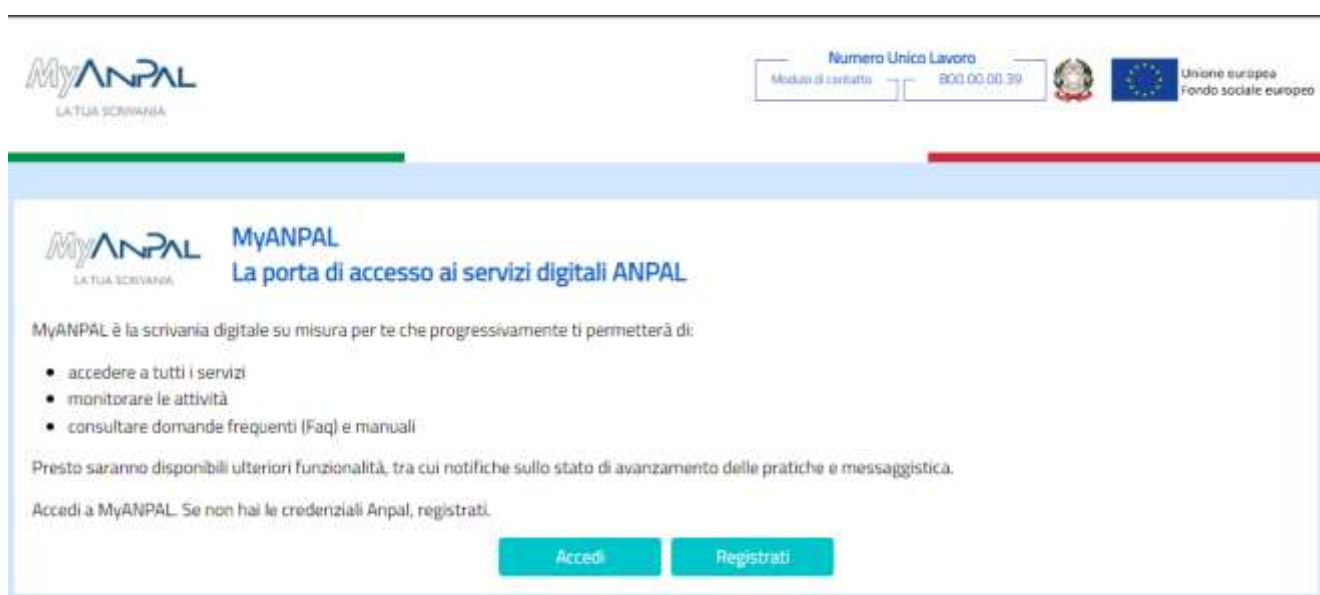 MyANPAL
LA TUA SCRIVANIA
Numero Unico Lavoro
Modulo di contatto 800.00.00.39
Unione europea
Fondo sociale europeo
MyANPAL
LA TUA SCRIVANIA
MyANPAL
La porta di accesso ai servizi digitali ANPAL
MyANPAL è la scrivania digitale su misura per te che progressivamente ti permetterà di:
• accedere a tutti i servizi
• monitorare le attività
• consultare domande frequenti (Faq) e manuali
Presto saranno disponibili ulteriori funzionalità, tra cui notifiche sullo stato di avanzamento delle pratiche e messaggistica.
Accedi a MyANPAL. Se non hai le credenziali Anpal, registrati.
Accedi Registrati